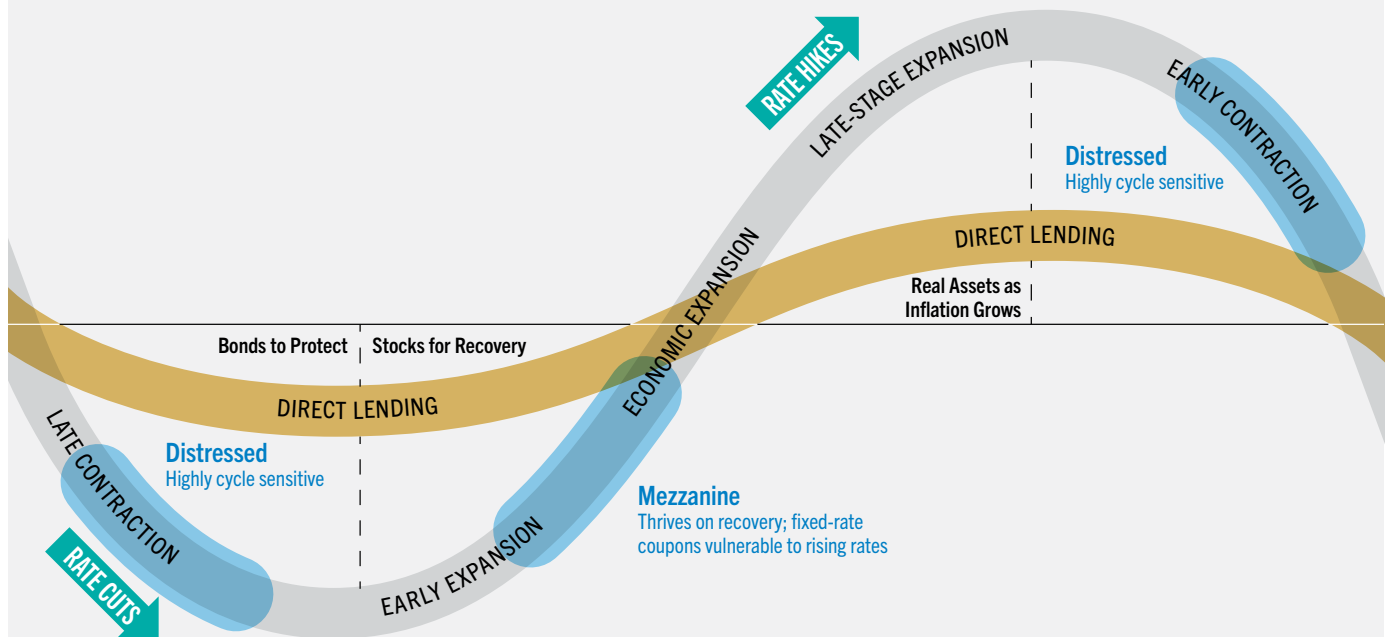 RATE HIKES
LATE-STAGE EXPANSION
EARLY CONTRACTION
Distressed
Highly cycle sensitive
ECONOMIC EXPANSION
DIRECT LENDING
Real Assets as
Inflation Grows
Bonds to Protect
Stocks for Recovery
DIRECT LENDING
LATE CONTRACTION
Distressed
Highly cycle sensitive
Mezzanine
Thrives on recovery; fixed-rate
coupons vulnerable to rising rates
EARLY EXPANSION
RATE CUTS